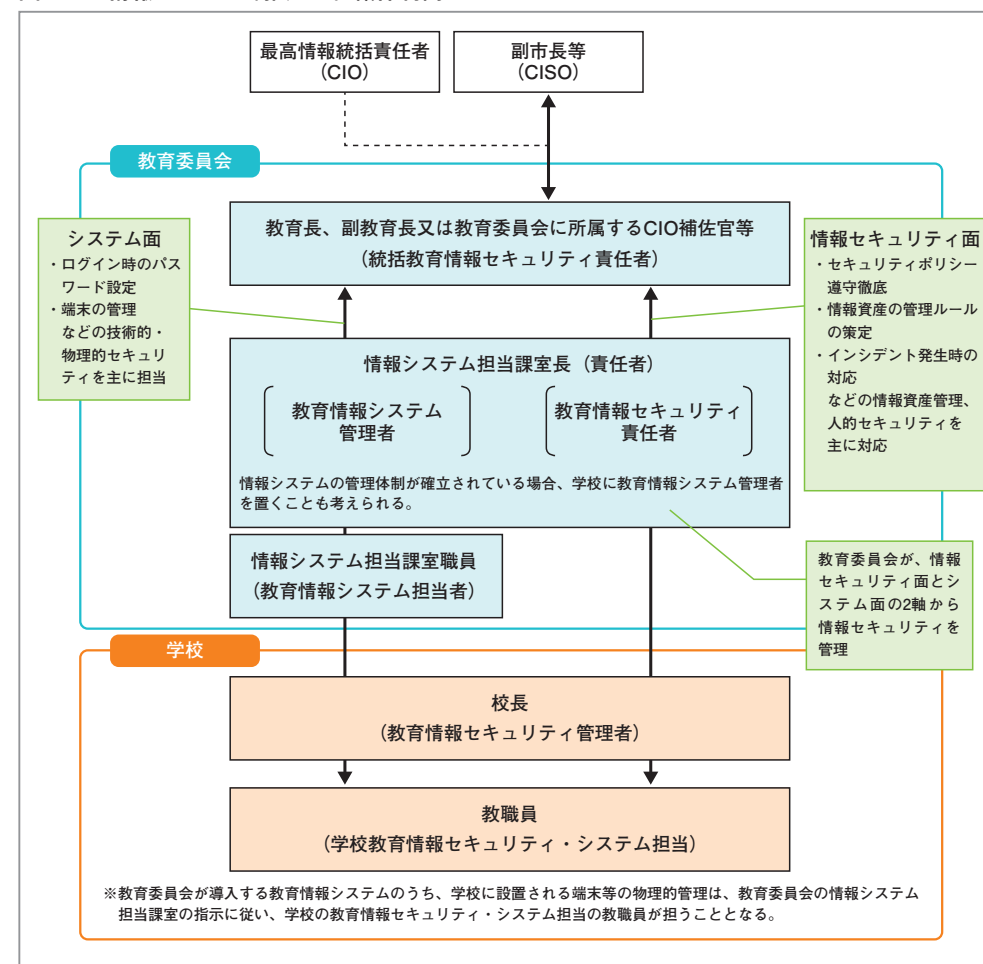 最高情報統括責任者
（CIO）
副市長等
（CISO）
教育委員会
システム面
・ログイン時のパス
ワード設定
・端末の管理
などの技術的・
物理的セキュリ
ティを主に担当
教育長、副教育長又は教育委員会に所属するCIO補佐官等
（統括教育情報セキュリティ責任者）
情報セキュリティ面
・セキュリティポリシー
遵守徹底
・情報資産の管理ルール
の策定
・インシデント発生時の
対応
などの情報資産管理、
人的セキュリティを
主に対応
情報システム担当課室長（責任者）
教育情報システム
管理者
教育情報セキュリティ
責任者
情報システムの管理体制が確立されている場合、学校に教育情報システム管理者
を置くことも考えられる。
情報システム担当課室職員
（教育情報システム担当者）
教育委員会が、情報
セキュリティ面とシ
ステム面の2軸から
情報セキュリティを
管理
学校
校長
（教育情報セキュリティ管理者）
教職員
（学校教育情報セキュリティ・システム担当）
※教育委員会が導入する教育情報システムのうち、学校に設置される端末等の物理的管理は、教育委員会の情報システム
担当課室の指示に従い、学校の教育情報セキュリティ・システム担当の教職員が担うこととなる。